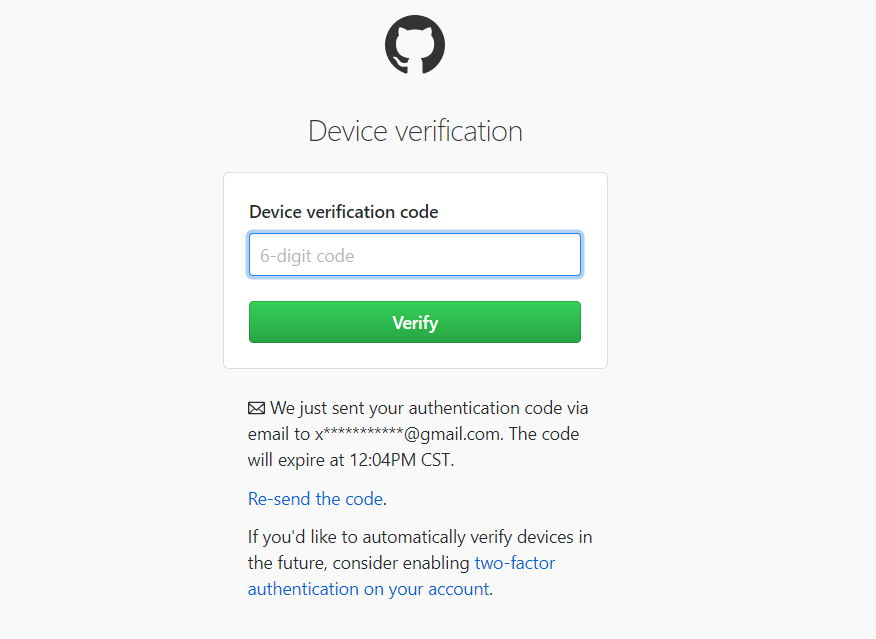 Device verification
Device verification code
6-digit code
Verify
We just sent your authentication code via
email to x***********@gmail.com. The code
will expire at 12:04PM CST.
Re-send the code.
If you'd like to automatically verify devices in
the future, consider enabling two-factor
authentication on your account.